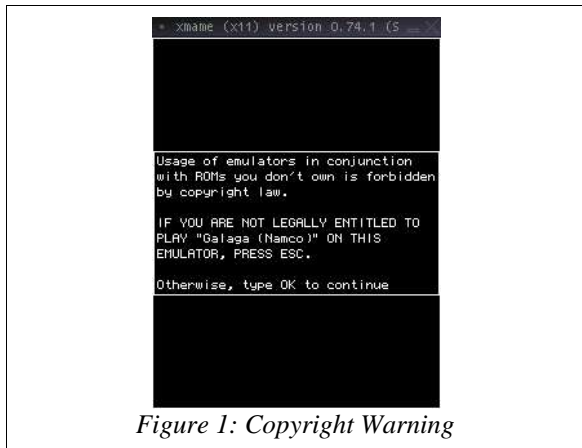 xmame (x11) version 0.74.1 (S
Usage of emulators in conjunction
with ROMs you don't own is forbidden
by copyright law.
IF YOU ARE NOT LEGALLY ENTITLED TO
PLAY "Galaga (Namco)" ON THIS
EMULATOR, PRESS ESC.
Otherwise, type OK to continue
Figure 1: Copyright Warning